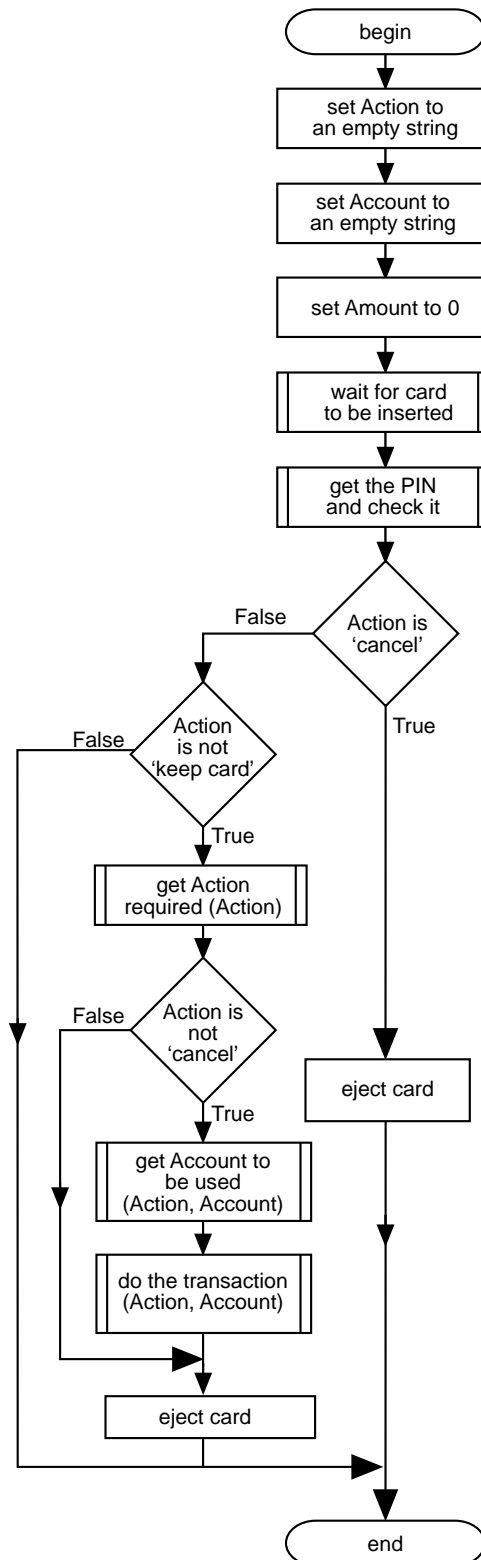 begin
set Action to
an empty string
set Account to
an empty string
set Amount to 0
wait for card
to be inserted
get the PIN
and check it
Action is
‘cancel’
False
True
Action
is not
‘keep card’
False
True
get Action
required (Action)
Action is
not
‘cancel’
False
True
get Account to
be used
(Action, Account)
do the transaction
(Action, Account)
eject card
eject card
end